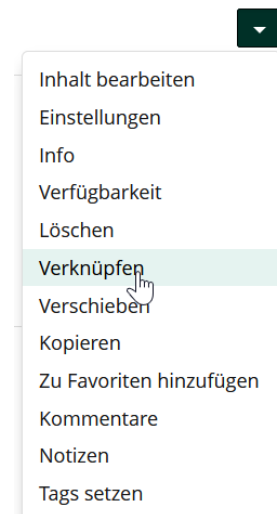 Inhalt bearbeiten
Einstellungen
Info
Verfügbarkeit
Löschen
Verknüpfen
Verschieben
Kopieren
Zu Favoriten hinzufügen
Kommentare
Notizen
Tags setzen